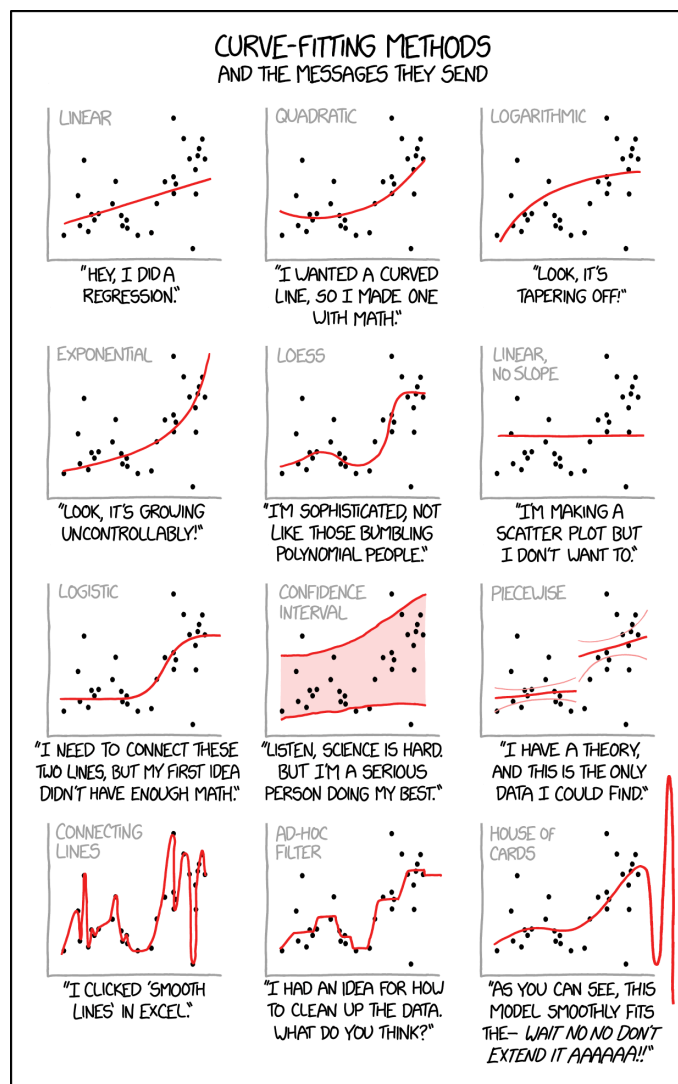 CURVE-FITTING METHODS
AND THE MESSAGES THEY SEND
LINEAR
"HEY, I DID A
REGRESSION."
QUADRATIC
"I WANTED A CURVED
LINE, SO I MADE ONE
WITH MATH."
LOGARITHMIC
"LOOK, IT'S
TAPERING OFF!"
EXPONENTIAL
"LOOK, IT'S GROWING
UNCONTROLLABLY!"
LOESS
"I'M SOPHISTICATED, NOT
LIKE THOSE BUMBLING
POLYNOMIAL PEOPLE."
LINEAR,
NO SLOPE
"I'M MAKING A
SCATTER PLOT BUT
I DON'T WANT TO."
LOGISTIC
"I NEED TO CONNECT THESE
TWO LINES, BUT MY FIRST IDEA
DIDN'T HAVE ENOUGH MATH."
CONFIDENCE
INTERVAL
"LISTEN, SCIENCE IS HARD.
BUT I'M A SERIOUS
PERSON DOING MY BEST."
PIECEWISE
"I HAVE A THEORY,
AND THIS IS THE ONLY
DATA I COULD FIND."
CONNECTING
LINES
"I CLICKED 'SMOOTH
LINES' IN EXCEL."
AD-HOC
FILTER
"I HAD AN IDEA FOR HOW
TO CLEAN UP THE DATA.
WHAT DO YOU THINK?"
HOUSE OF
CARDS
"AS YOU CAN SEE, THIS
MODEL SMOOTHLY FITS
THE— WAIT NO NO DON'T
EXTEND IT AAAAAA!!"